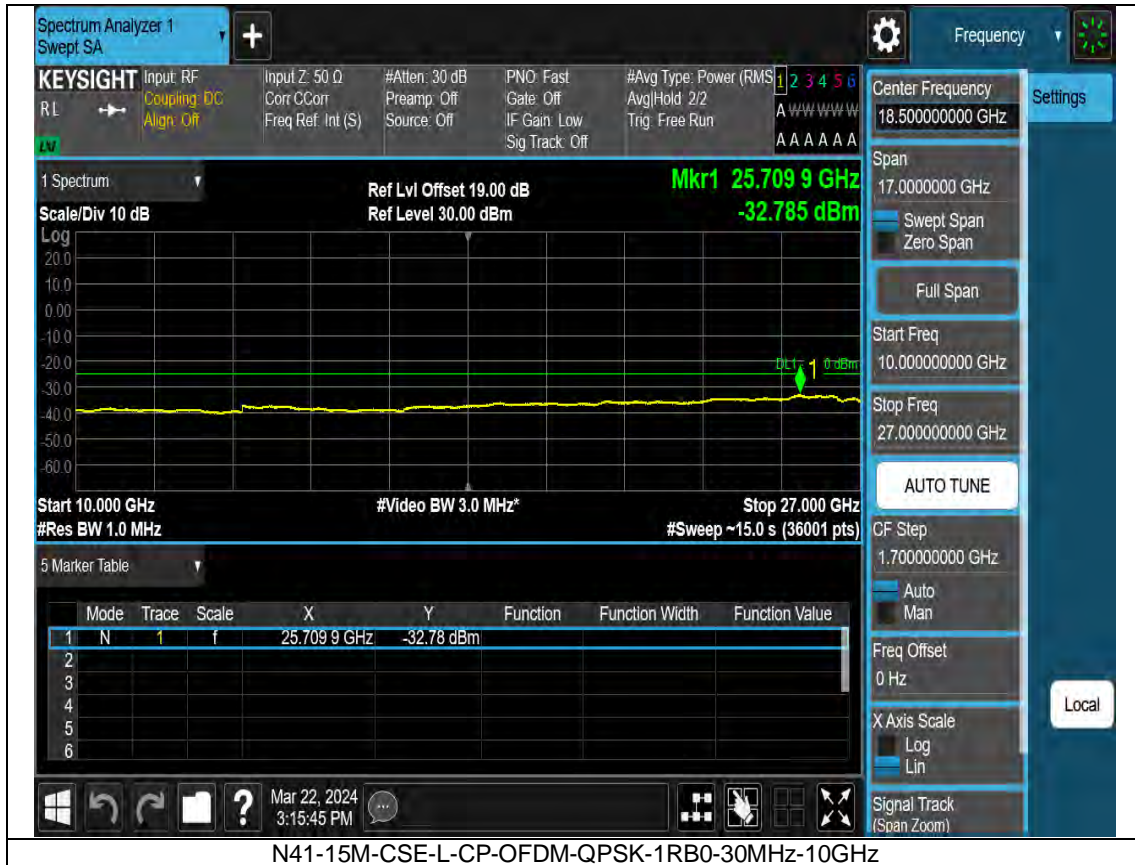 Spectrum Analyzer 1
Swept SA
Frequency
KEYSIGHT
RL
LXI
Input: RF
Coupling: DC
Align: Off
Input Z: 50 Ω
Corr CCorr
Freq Ref: Int (S)
#Atten: 30 dB
Preamp: Off
Source: Off
PNO: Fast
Gate: Off
IF Gain: Low
Sig Track: Off
#Avg Type: Power (RMS
Avg|Hold: 2/2
Trig: Free Run
1 2 3 4 5 6
A W W W W W
A A A A A A
Center Frequency
18.500000000 GHz
Settings
Span
17.0000000 GHz
Swept Span
Zero Span
Full Span
Start Freq
10.000000000 GHz
Stop Freq
27.000000000 GHz
AUTO TUNE
CF Step
1.700000000 GHz
Auto
Man
Freq Offset
0 Hz
X Axis Scale
Log
Lin
Signal Track
(Span Zoom)
Local
1 Spectrum
Scale/Div 10 dB
Ref Lvl Offset 19.00 dB
Ref Level 30.00 dBm
Mkr1 25.709 9 GHz
-32.785 dBm
Log
20.0
10.0
0.00
-10.0
-20.0
-30.0
-40.0
-50.0
-60.0
DL1 1 0 dBm
Start 10.000 GHz
#Video BW 3.0 MHz*
Stop 27.000 GHz
#Res BW 1.0 MHz
#Sweep ~15.0 s (36001 pts)
5 Marker Table
Mode Trace Scale X Y Function Function Width Function Value
1 N 1 f 25.709 9 GHz -32.78 dBm
2
3
4
5
6
?
Mar 22, 2024
3:15:45 PM
N41-15M-CSE-L-CP-OFDM-QPSK-1RB0-30MHz-10GHz